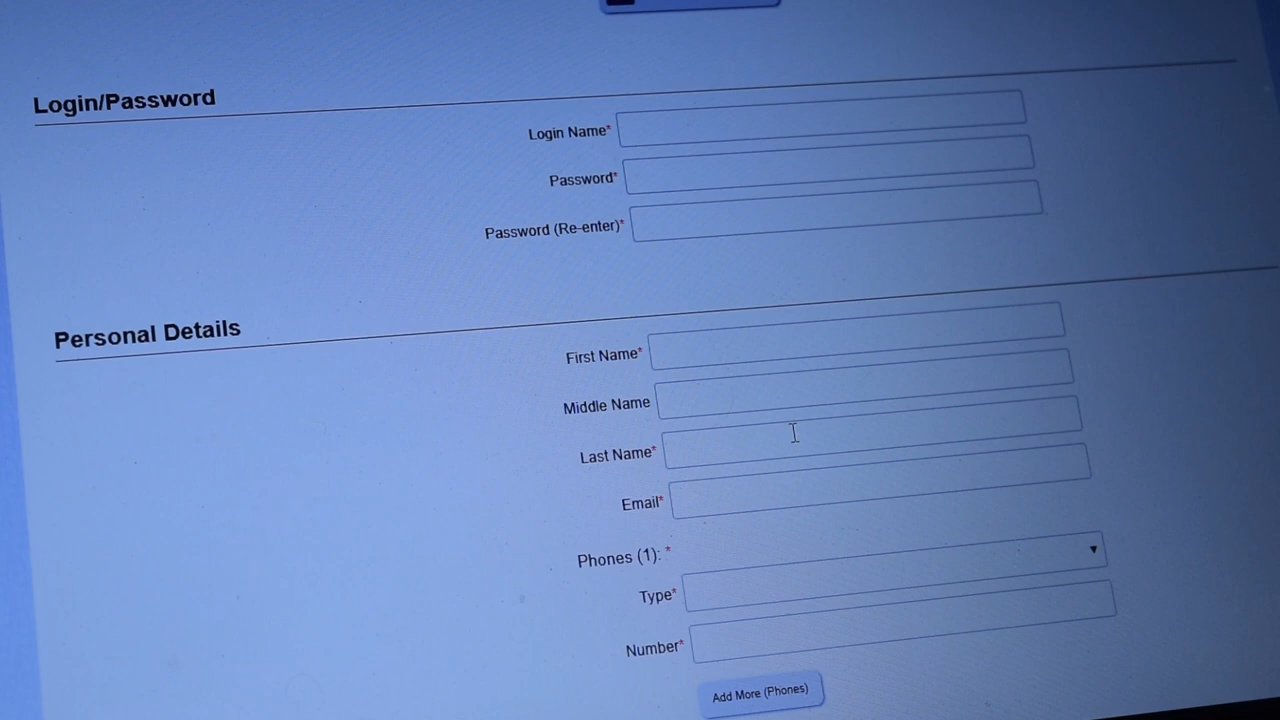 Login/Password
Login Name*
Password*
Password (Re-enter)*
Personal Details
First Name*
Middle Name
Last Name*
Email*
Phones (1): *
Type*
Number*
Add More (Phones)